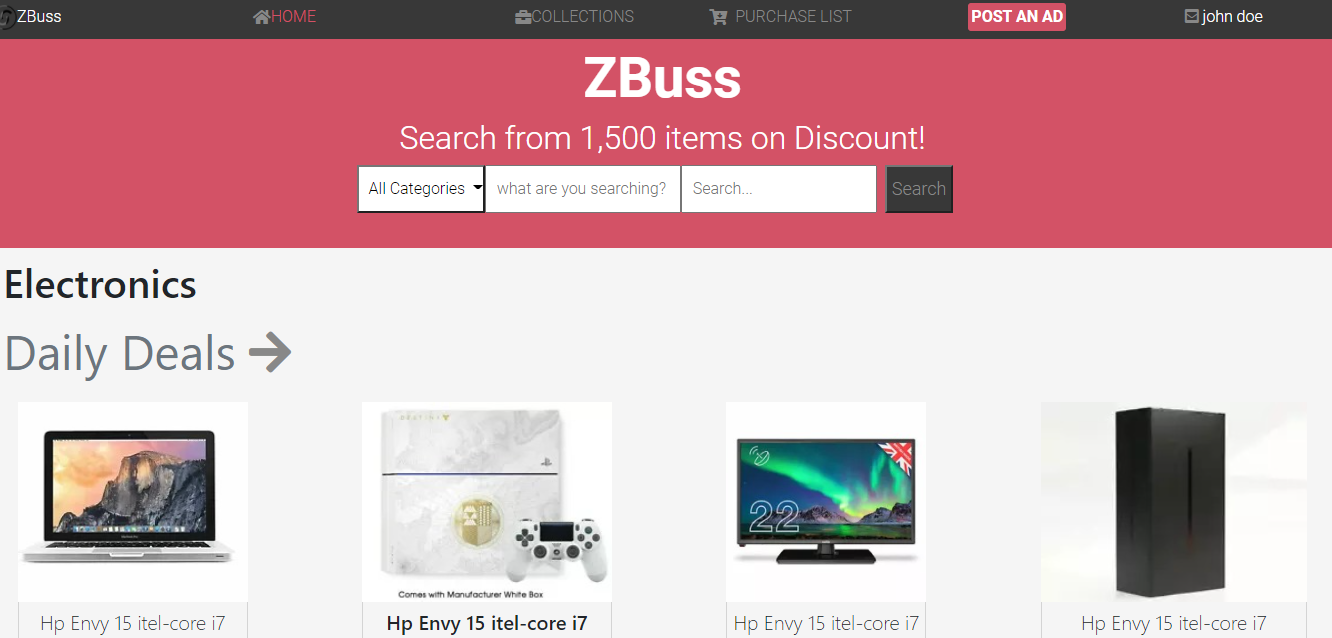 ZBuss HOME COLLECTIONS PURCHASE LIST POST AN AD john doe
ZBuss
Search from 1,500 items on Discount!
All Categories what are you searching? Search... Search
Electronics
Daily Deals
DESTINY
22
Comes with Manufacturer White Box
Hp Envy 15 itel-core i7 Hp Envy 15 itel-core i7 Hp Envy 15 itel-core i7 Hp Envy 15 itel-core i7